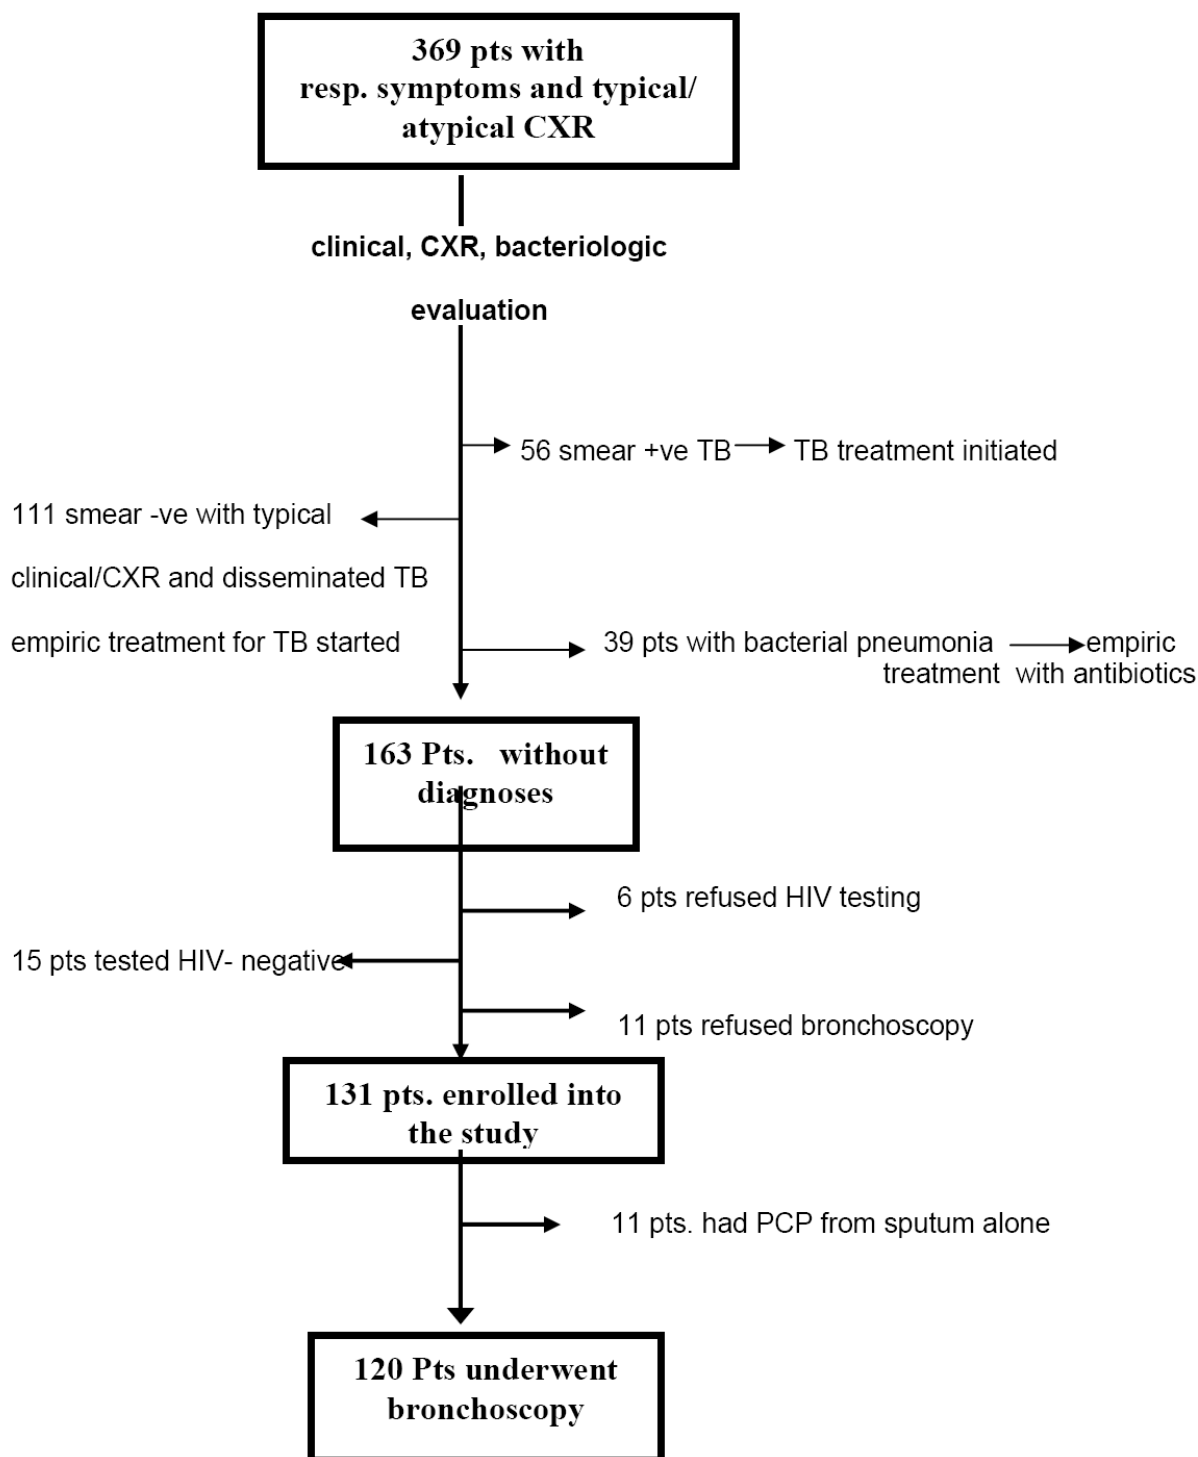 369 pts with
resp. symptoms and typical/
atypical CXR
clinical, CXR, bacteriologic
evaluation
56 smear +ve TB TB treatment initiated
111 smear -ve with typical
clinical/CXR and disseminated TB
empiric treatment for TB started
39 pts with bacterial pneumonia empiric
treatment with antibiotics
163 Pts. without
diagnoses
6 pts refused HIV testing
15 pts tested HIV- negative
11 pts refused bronchoscopy
131 pts. enrolled into
the study
11 pts. had PCP from sputum alone
120 Pts underwent
bronchoscopy